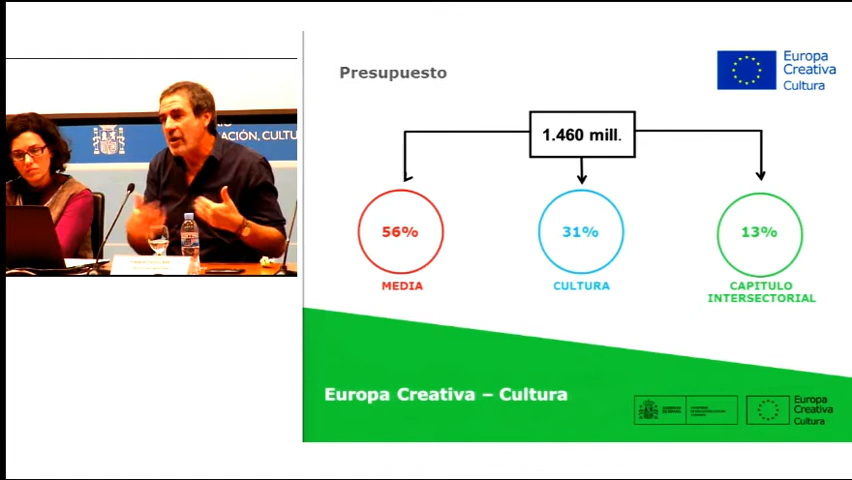 Presupuesto
Europa
Creativa
Cultura
ACIÓN, CULTU
1.460 mill.
56%
31%
13%
MEDIA
CULTURA
CAPITULO
INTERSECTORIAL
Europa Creativa – Cultura
Europa
Creativa
Cultura